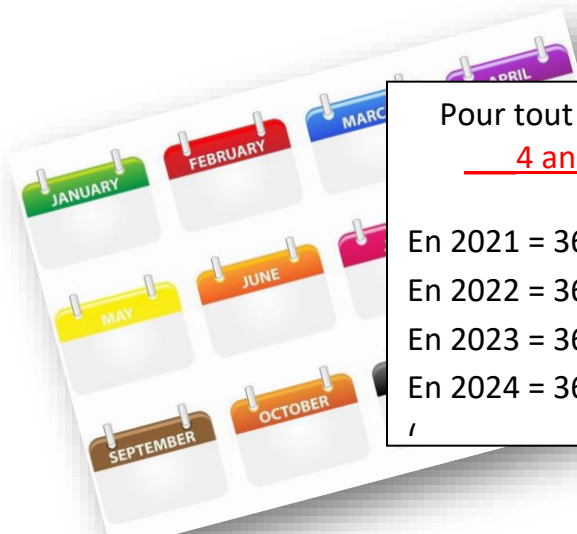 JANUARY
FEBRUARY
MARC
APRIL
MAY
JUNE
SEPTEMBER
OCTOBER
Pour tout
4 an
En 2021 = 36
En 2022 = 36
En 2023 = 36
En 2024 = 36